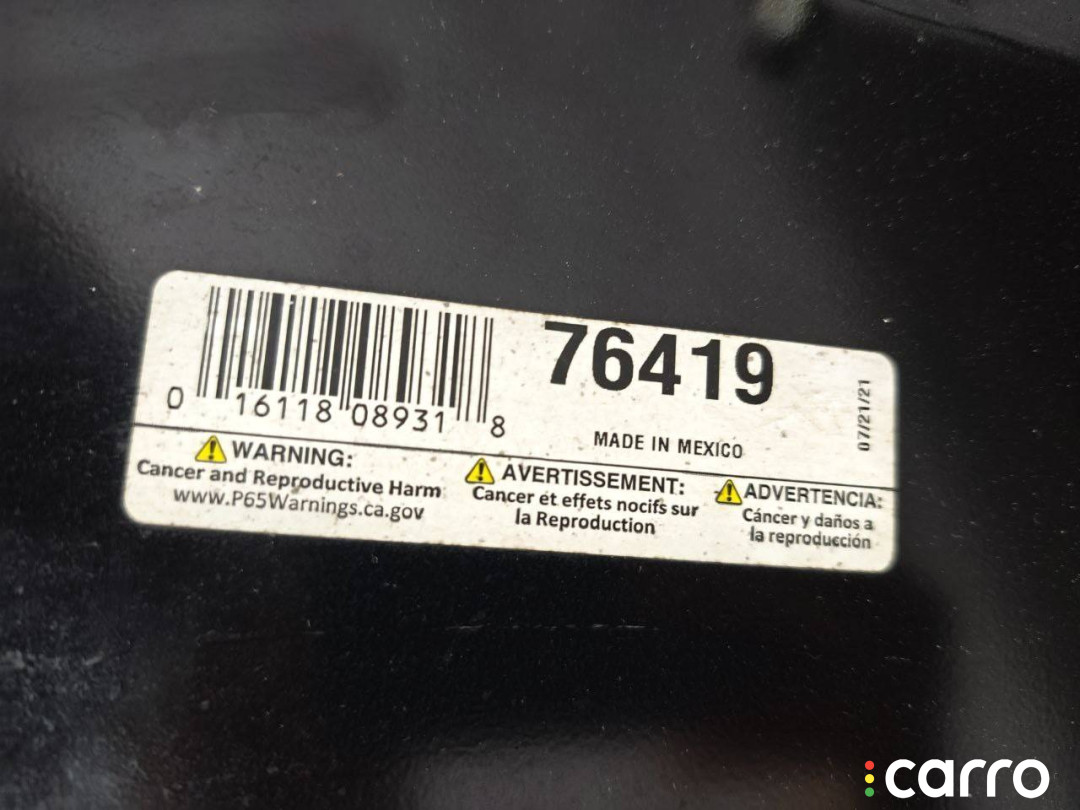 76419
0 16118 08931 8
MADE IN MEXICO
07/21/21
WARNING:
Cancer and Reproductive Harm
www.P65Warnings.ca.gov
AVERTISSEMENT:
Cancer et effets nocifs sur
la Reproduction
ADVERTENCIA:
Cáncer y daños a
la reproducción
carro